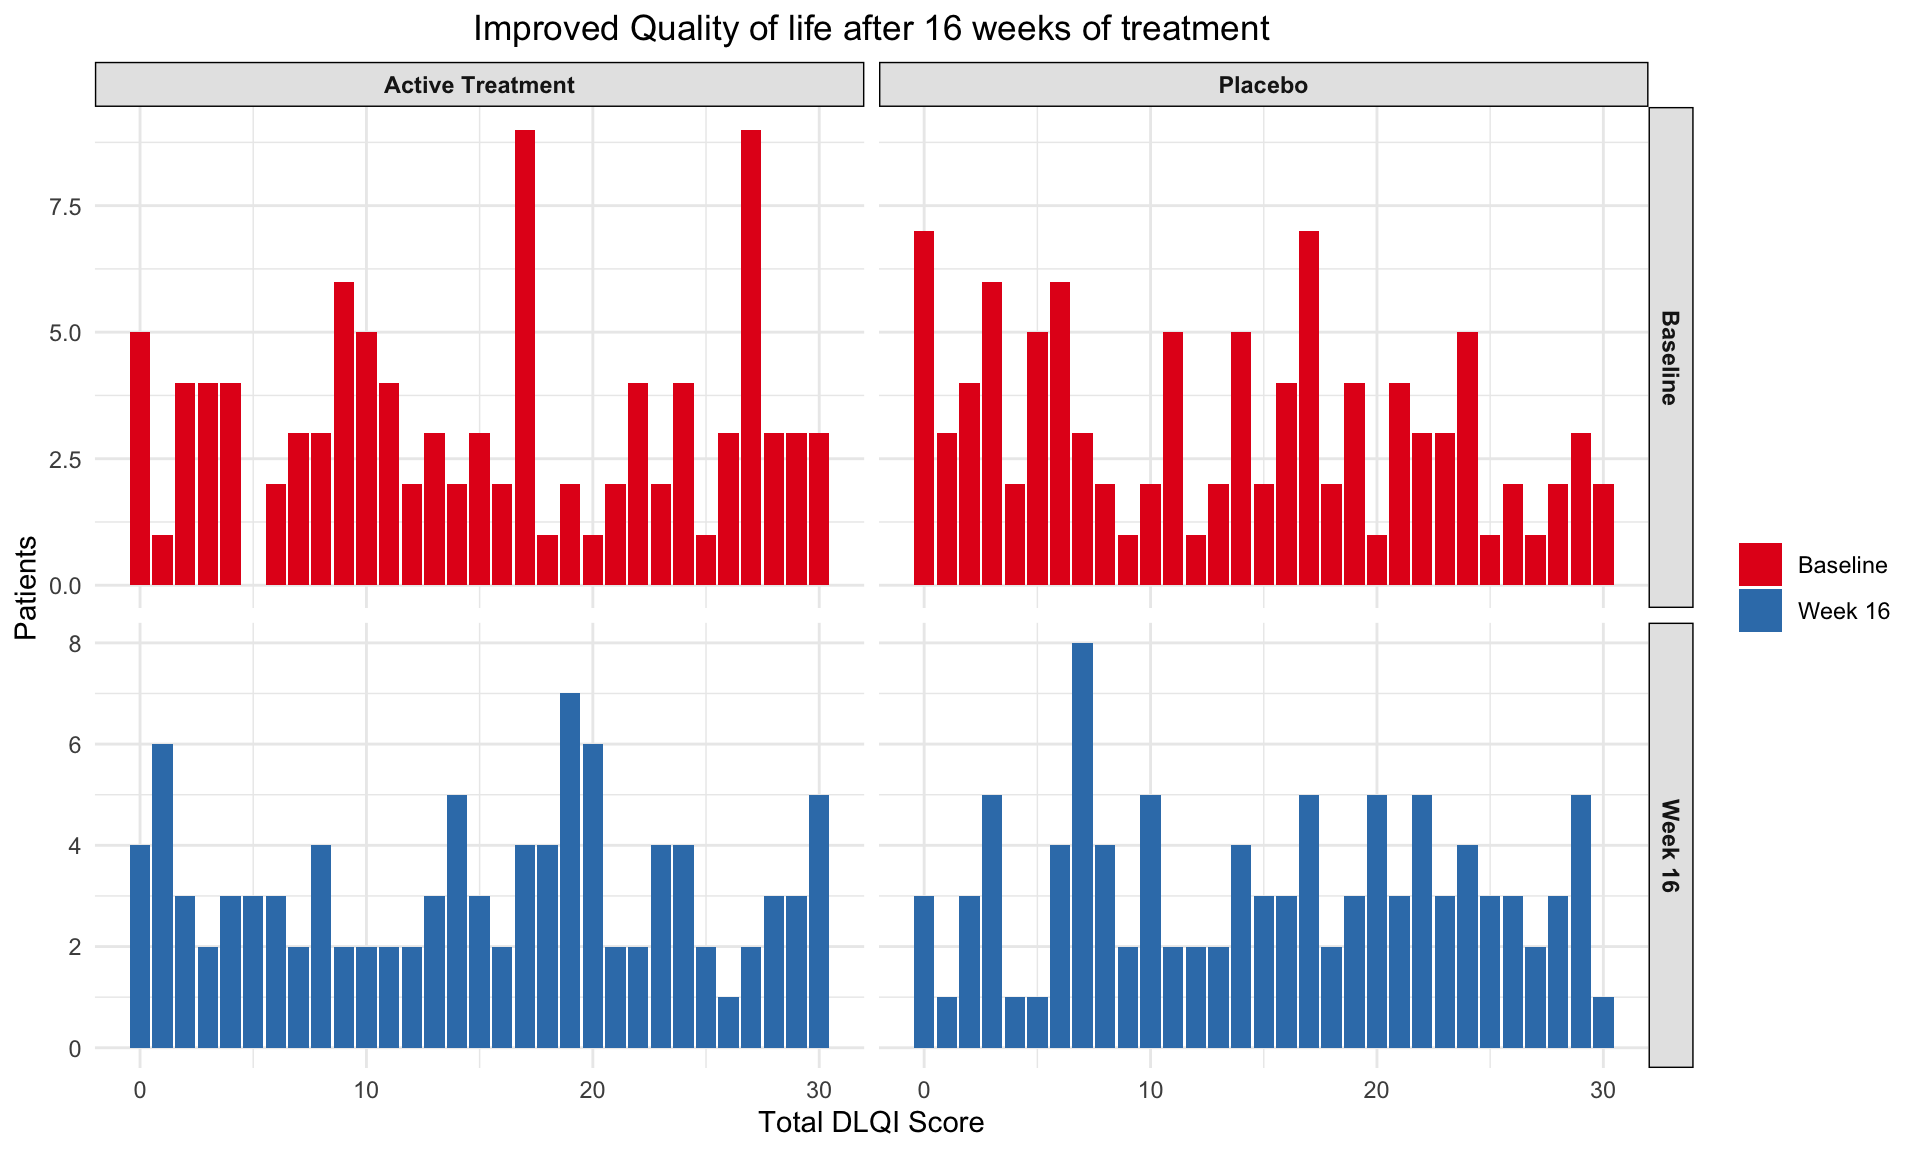 Improved Quality of life after 16 weeks of treatment
Active Treatment
Placebo
Patients
7.5
5.0
2.5
0.0
Baseline
8
6
4
2
0
Week 16
0 10 20 30
0 10 20 30
Total DLQI Score
Baseline
Week 16